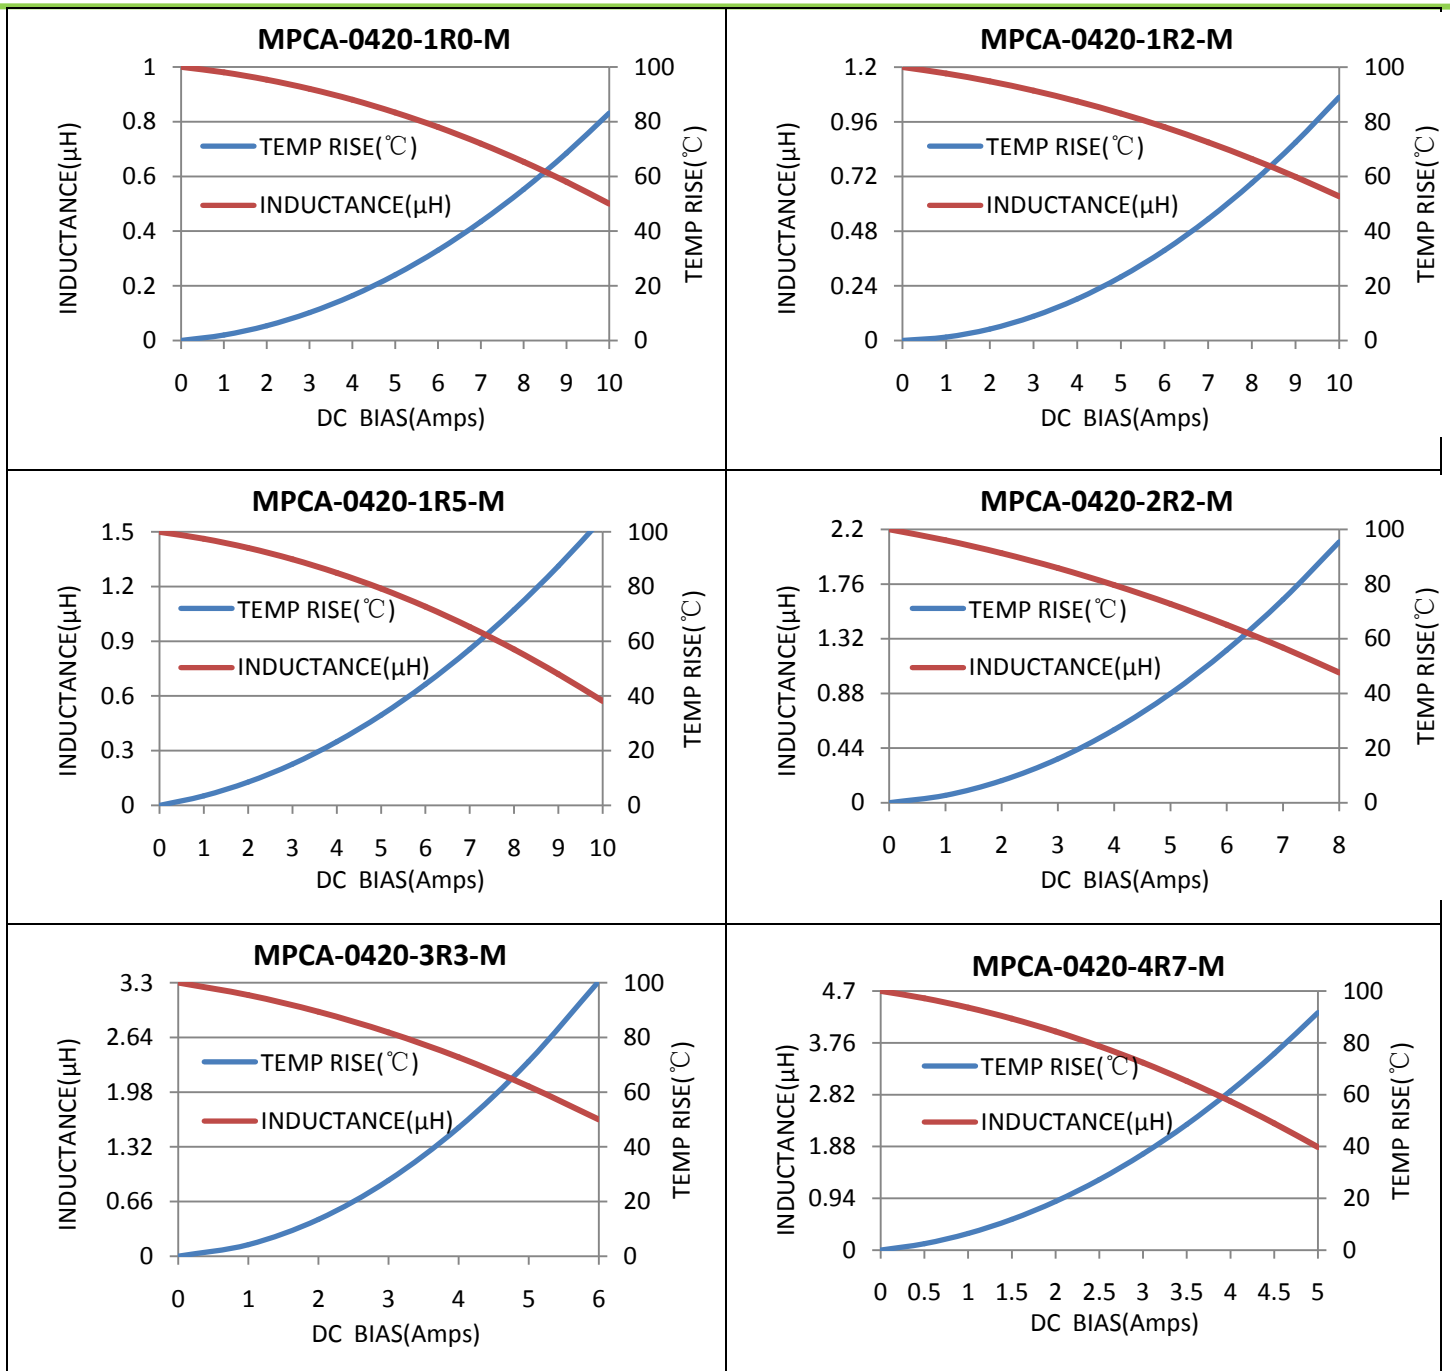 MPCA-0420-1R0-M
INDUCTANCE(µH)
1
0.8
0.6
0.4
0.2
0
TEMP RISE(℃)
INDUCTANCE(µH)
100
80
60
40
20
0
TEMP RISE(℃)
0 1 2 3 4 5 6 7 8 9 10
DC BIAS(Amps)
MPCA-0420-1R2-M
INDUCTANCE(µH)
1.2
0.96
0.72
0.48
0.24
0
TEMP RISE(℃)
INDUCTANCE(µH)
100
80
60
40
20
0
TEMP RISE(℃)
0 1 2 3 4 5 6 7 8 9 10
DC BIAS(Amps)
MPCA-0420-1R5-M
INDUCTANCE(µH)
1.5
1.2
0.9
0.6
0.3
0
TEMP RISE(℃)
INDUCTANCE(µH)
100
80
60
40
20
0
TEMP RISE(℃)
0 1 2 3 4 5 6 7 8 9 10
DC BIAS(Amps)
MPCA-0420-2R2-M
INDUCTANCE(µH)
2.2
1.76
1.32
0.88
0.44
0
TEMP RISE(℃)
INDUCTANCE(µH)
100
80
60
40
20
0
TEMP RISE(℃)
0 1 2 3 4 5 6 7 8
DC BIAS(Amps)
MPCA-0420-3R3-M
INDUCTANCE(µH)
3.3
2.64
1.98
1.32
0.66
0
TEMP RISE(℃)
INDUCTANCE(µH)
100
80
60
40
20
0
TEMP RISE(℃)
0 1 2 3 4 5 6
DC BIAS(Amps)
MPCA-0420-4R7-M
INDUCTANCE(µH)
4.7
3.76
2.82
1.88
0.94
0
TEMP RISE(℃)
INDUCTANCE(µH)
100
80
60
40
20
0
TEMP RISE(℃)
0 0.5 1 1.5 2 2.5 3 3.5 4 4.5 5
DC BIAS(Amps)